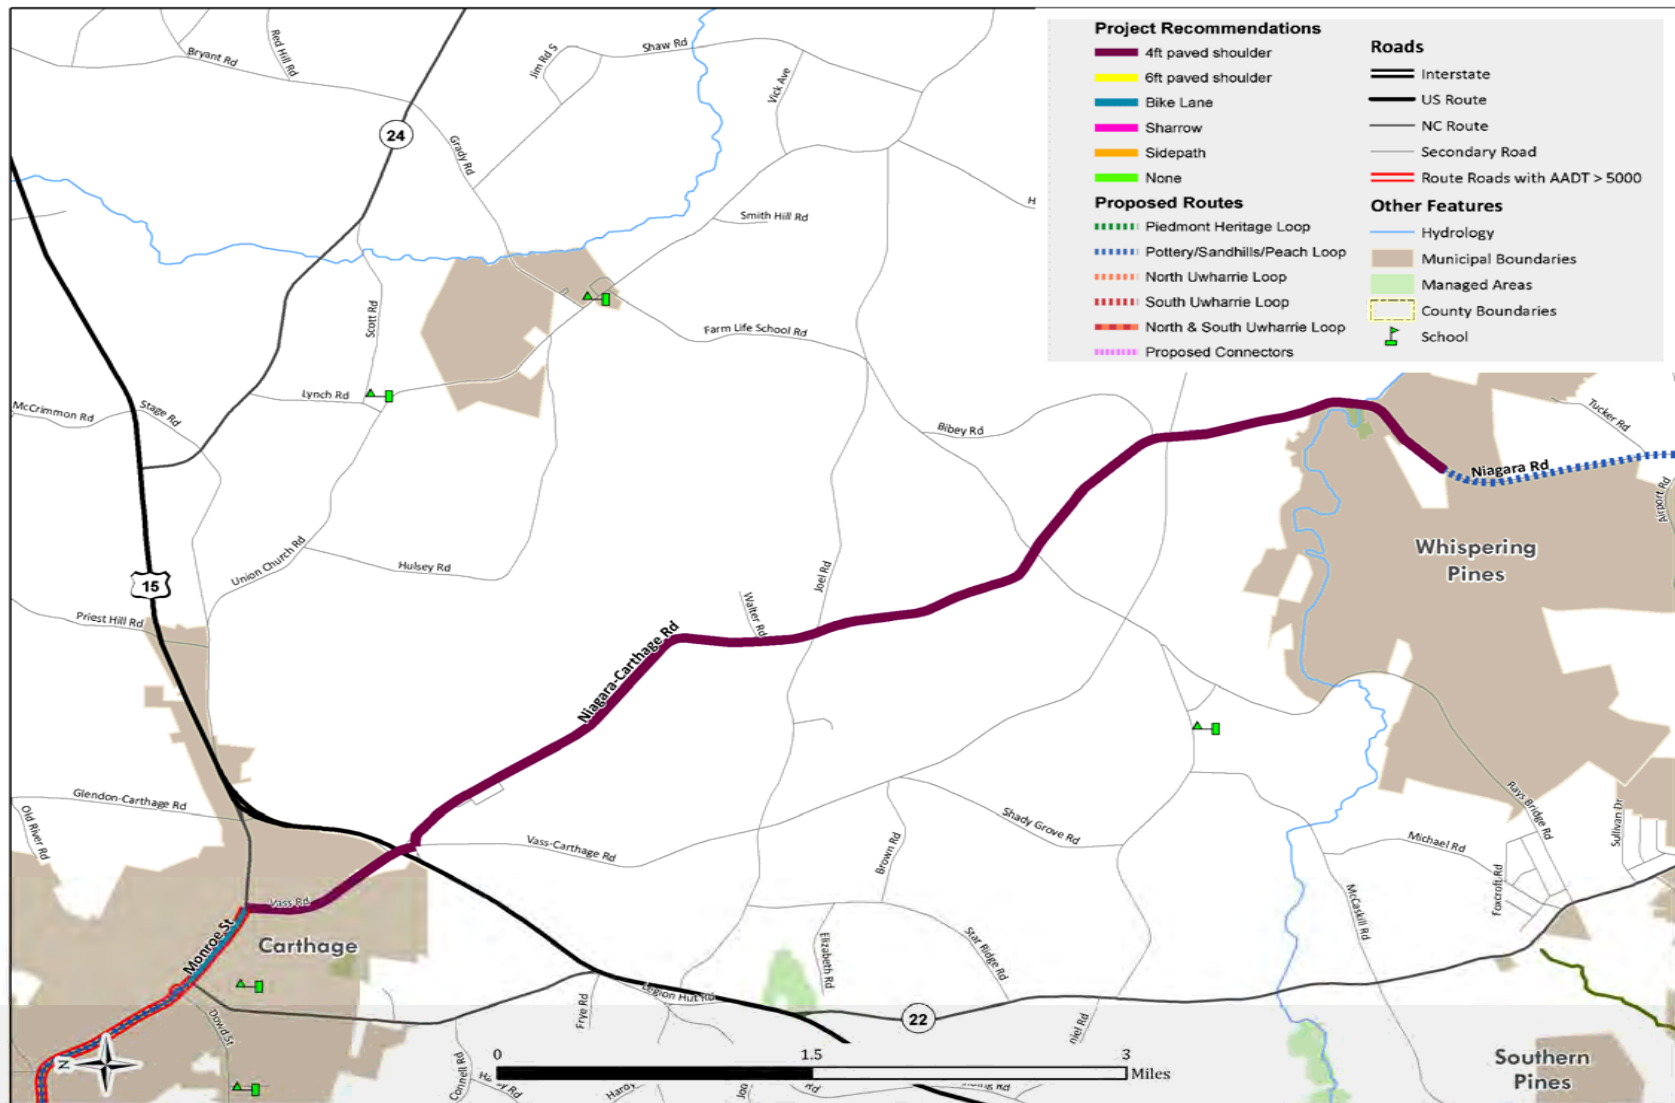 Project Recommendations
4ft paved shoulder
6ft paved shoulder
Bike Lane
Sharrow
Sidepath
None
Proposed Routes
Piedmont Heritage Loop
Pottery/Sandhills/Peach Loop
North Uwharrie Loop
South Uwharrie Loop
North & South Uwharrie Loop
Proposed Connectors
Roads
Interstate
US Route
NC Route
Secondary Road
Route Roads with AADT > 5000
Other Features
Hydrology
Municipal Boundaries
Managed Areas
County Boundaries
School
Bryant Rd
Red Hill Rd
Jim Rd S
Shaw Rd
Vick Ave
24
Grady Rd
Smith Hill Rd
H
Scott Rd
Farm Life School Rd
Lynch Rd
McCrimmon Rd
Stage Rd
Bibey Rd
Tucker Rd
Niagara Rd
Airport Rd
Whispering
Pines
Union Church Rd
Hulsey Rd
15
Joel Rd
Walter Rd
Priest Hill Rd
Niagara-Carthage Rd
Glendon-Carthage Rd
Old River Rd
Vass-Carthage Rd
Shady Grove Rd
Brown Rd
Rays Bridge Rd
Sullivan Dr
Michael Rd
Foxcroft Rd
McCaskill Rd
Vass Rd
Monroe St
Carthage
Elizabeth Rd
Star Ridge Rd
Legion Hut Rd
Frye Rd
22
Dowd St
niel Rd
N
Connell Rd
0
1.5
3
Miles
Southern
Pines